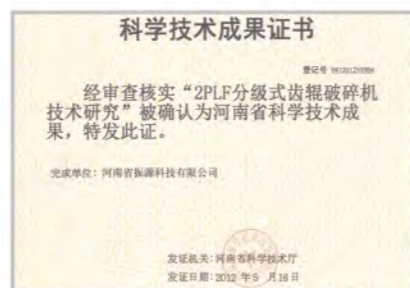 科学技术成果证书
经审查核实“2PLF分级式齿辊破碎机
技术研究”被确认为河南省科学技术成
果，特发此证。
完成单位：河南省振源科技有限公司
发证机关：河南省科学技术厅
发证日期：2012 年 5 月 16 日